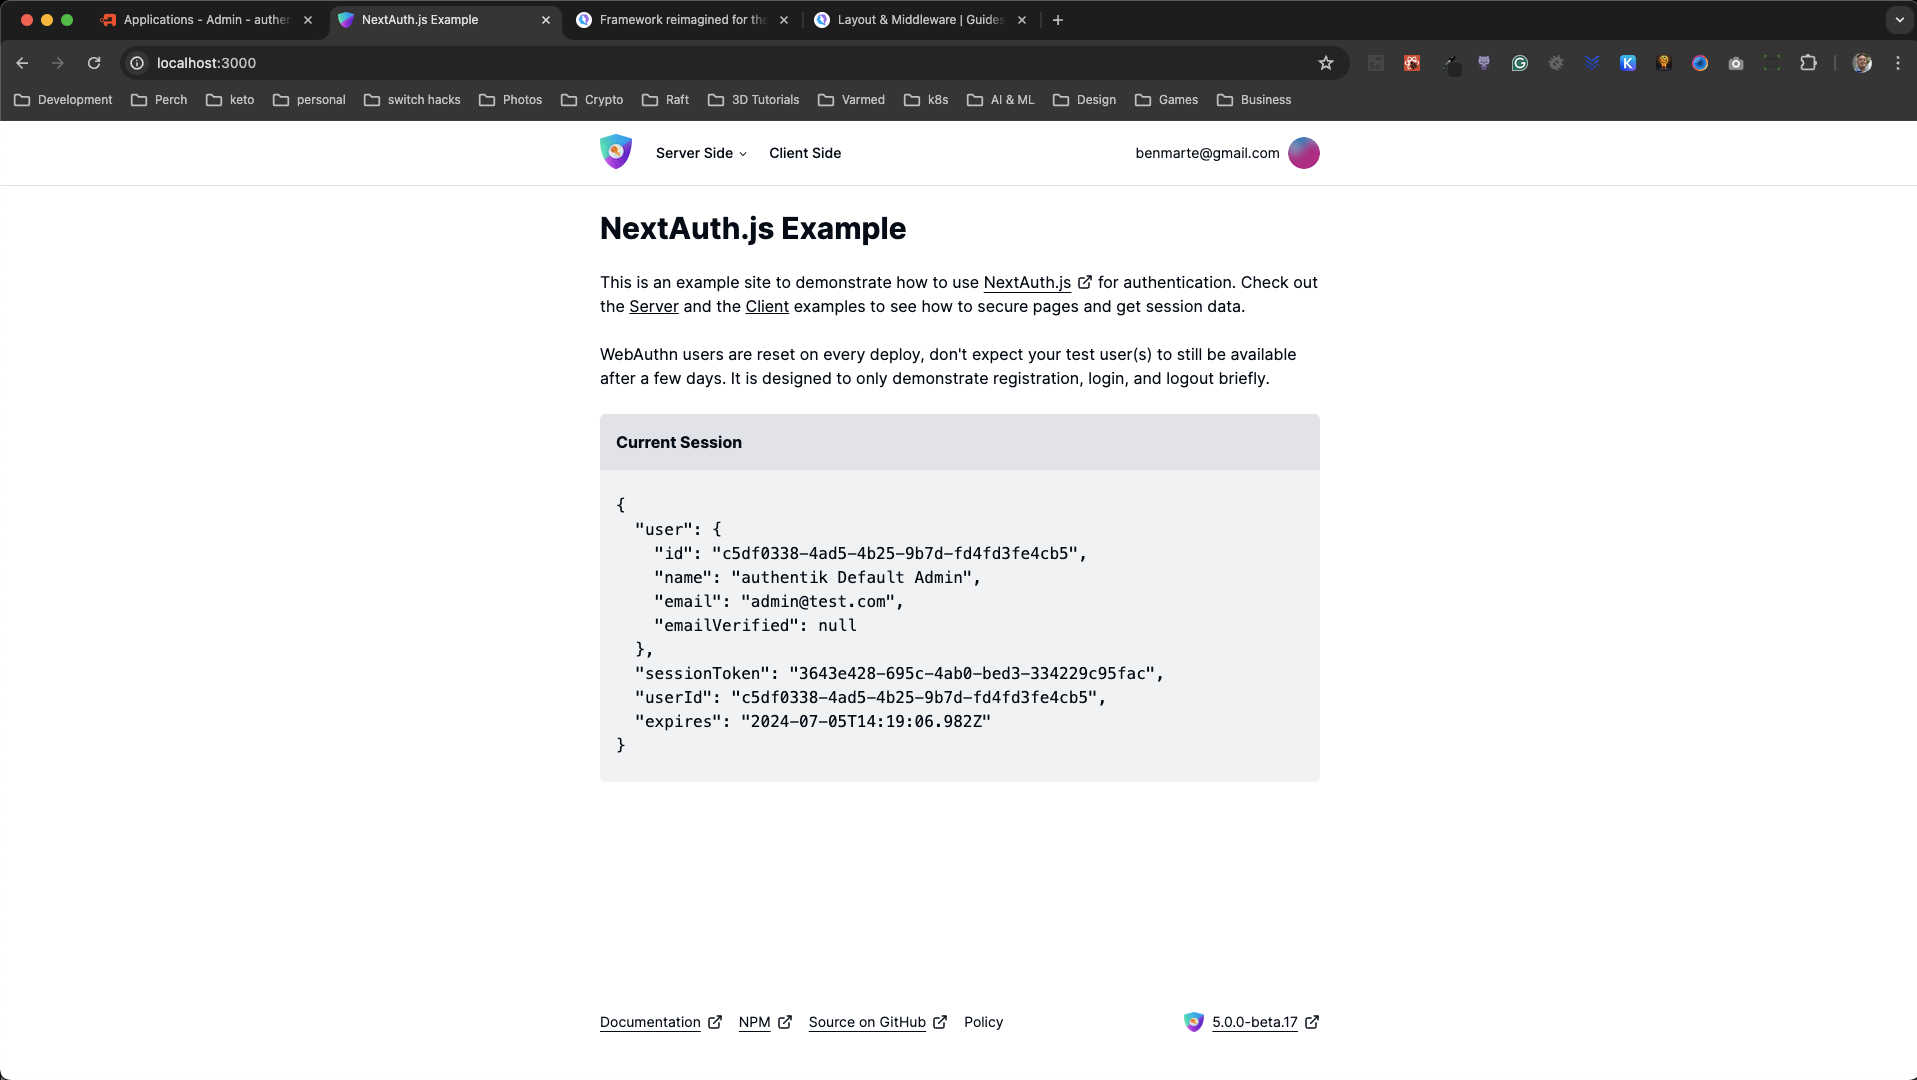 Applications - Admin - authen
NextAuth.js Example
Framework reimagined for the
Layout & Middleware | Guides
localhost:3000
Development Perch keto personal switch hacks Photos Crypto Raft 3D Tutorials Varmed k8s AI & ML Design Games Business
Server Side Client Side benmarte@gmail.com
NextAuth.js Example
This is an example site to demonstrate how to use NextAuth.js for authentication. Check out
the Server and the Client examples to see how to secure pages and get session data.
WebAuthn users are reset on every deploy, don't expect your test user(s) to still be available
after a few days. It is designed to only demonstrate registration, login, and logout briefly.
Current Session
{
"user": {
"id": "c5df0338-4ad5-4b25-9b7d-fd4fd3fe4cb5",
"name": "authentik Default Admin",
"email": "admin@test.com",
"emailVerified": null
},
"sessionToken": "3643e428-695c-4ab0-bed3-334229c95fac",
"userId": "c5df0338-4ad5-4b25-9b7d-fd4fd3fe4cb5",
"expires": "2024-07-05T14:19:06.982Z"
}
Documentation NPM Source on GitHub Policy 5.0.0-beta.17